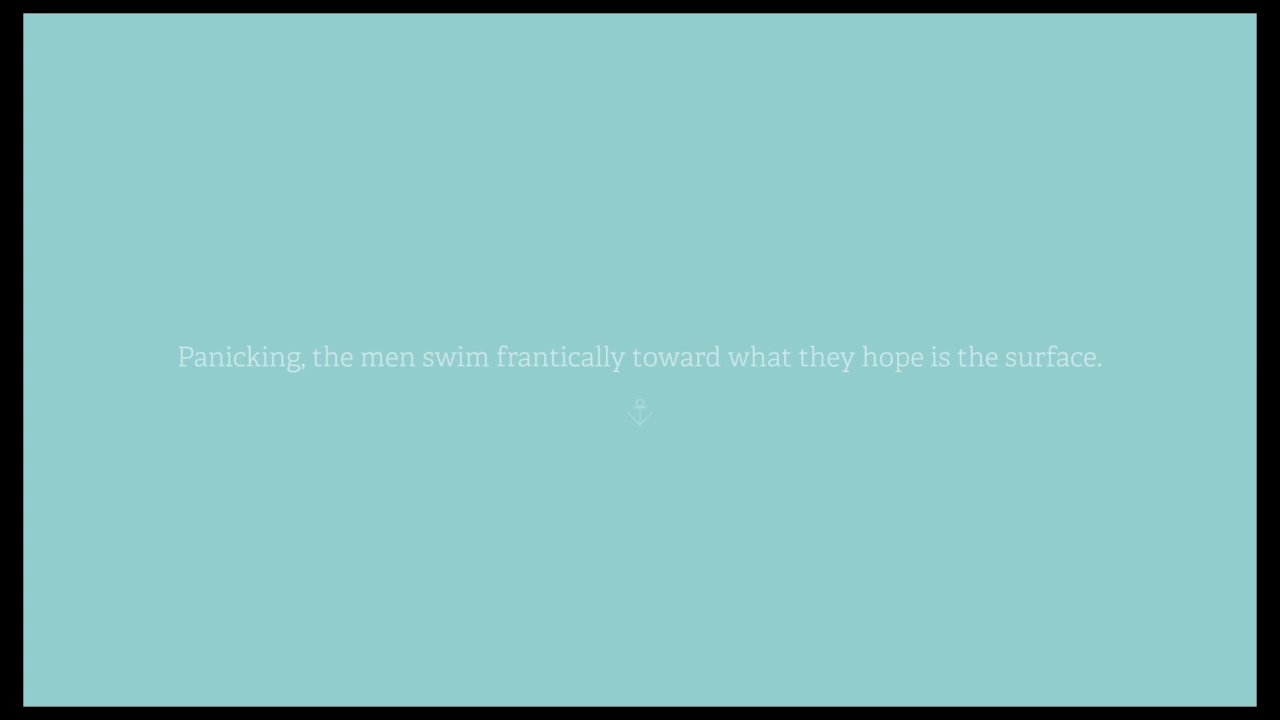 Panicking, the men swim frantically toward what they hope is the surface.